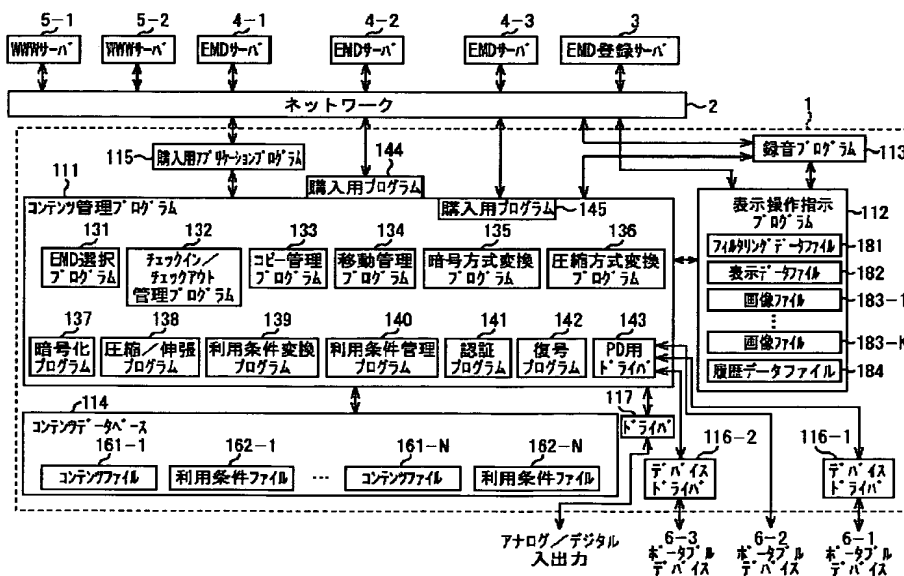 5-1 5-2 4-1 4-2 4-3 3
WWWサーバ WWWサーバ EMDサーバ EMDサーバ EMDサーバ EMD登録サーバ
ネットワーク 2
1
115 購入用アプリケーションプログラム 144 録音プログラム 113
111 購入用プログラム
コンテンツ管理プログラム 購入用プログラム 145
表示操作指示
プログラム 112
131 132 133 134 135 136
EMD選択
プログラム
チェックイン/
チェックアウト
管理プログラム
コピー管理
プログラム
移動管理
プログラム
暗号方式変換
プログラム
圧縮方式変換
プログラム
フィルタリングデータファイル 181
表示データファイル 182
画像ファイル 183-1
⋮
画像ファイル 183-K
履歴データファイル 184
137 138 139 140 141 142 143
暗号化
プログラム
圧縮/伸張
プログラム
利用条件変換
プログラム
利用条件管理
プログラム
認証
プログラム
復号
プログラム
PD用
ドライバ
114 117
コンテンツデータベース ドライバ
161-1 162-1 161-N 162-N
コンテンツファイル 利用条件ファイル … コンテンツファイル 利用条件ファイル
116-2 116-1
デバイス
ドライバ
デバイス
ドライバ
アナログ/デジタル
入出力
6-3 6-2 6-1
ポータブル
デバイス
ポータブル
デバイス
ポータブル
デバイス